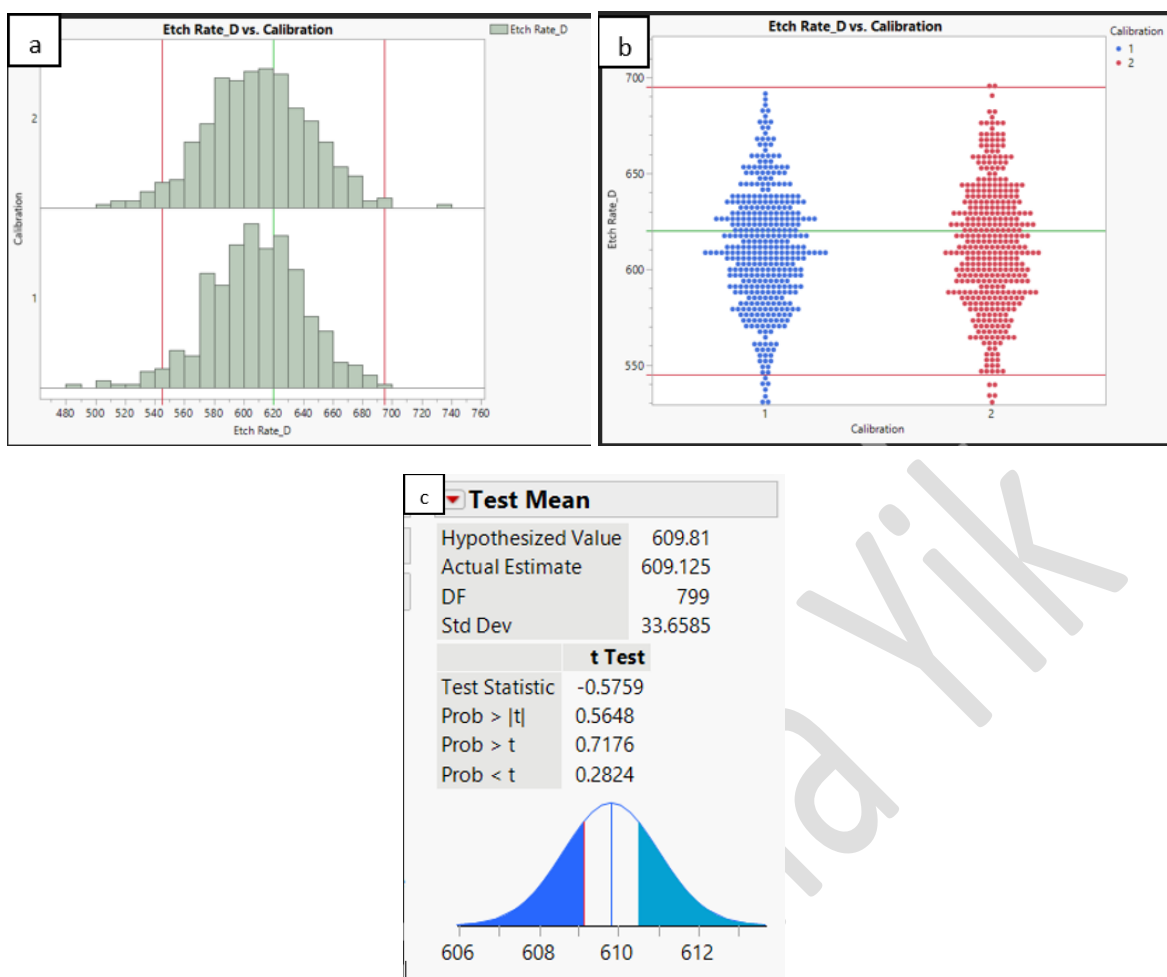 a
Etch Rate_D vs. Calibration
Etch Rate_D
Calibration
2
1
480 500 520 540 560 580 600 620 640 660 680 700 720 740 760
Etch Rate_D
b
Etch Rate_D vs. Calibration
Calibration
1
2
Etch Rate_D
700
650
600
550
1 2
Calibration
c
Test Mean
Hypothesized Value 609.81
Actual Estimate 609.125
DF 799
Std Dev 33.6585
t Test
Test Statistic -0.5759
Prob > |t| 0.5648
Prob > t 0.7176
Prob < t 0.2824
606 608 610 612
Yik